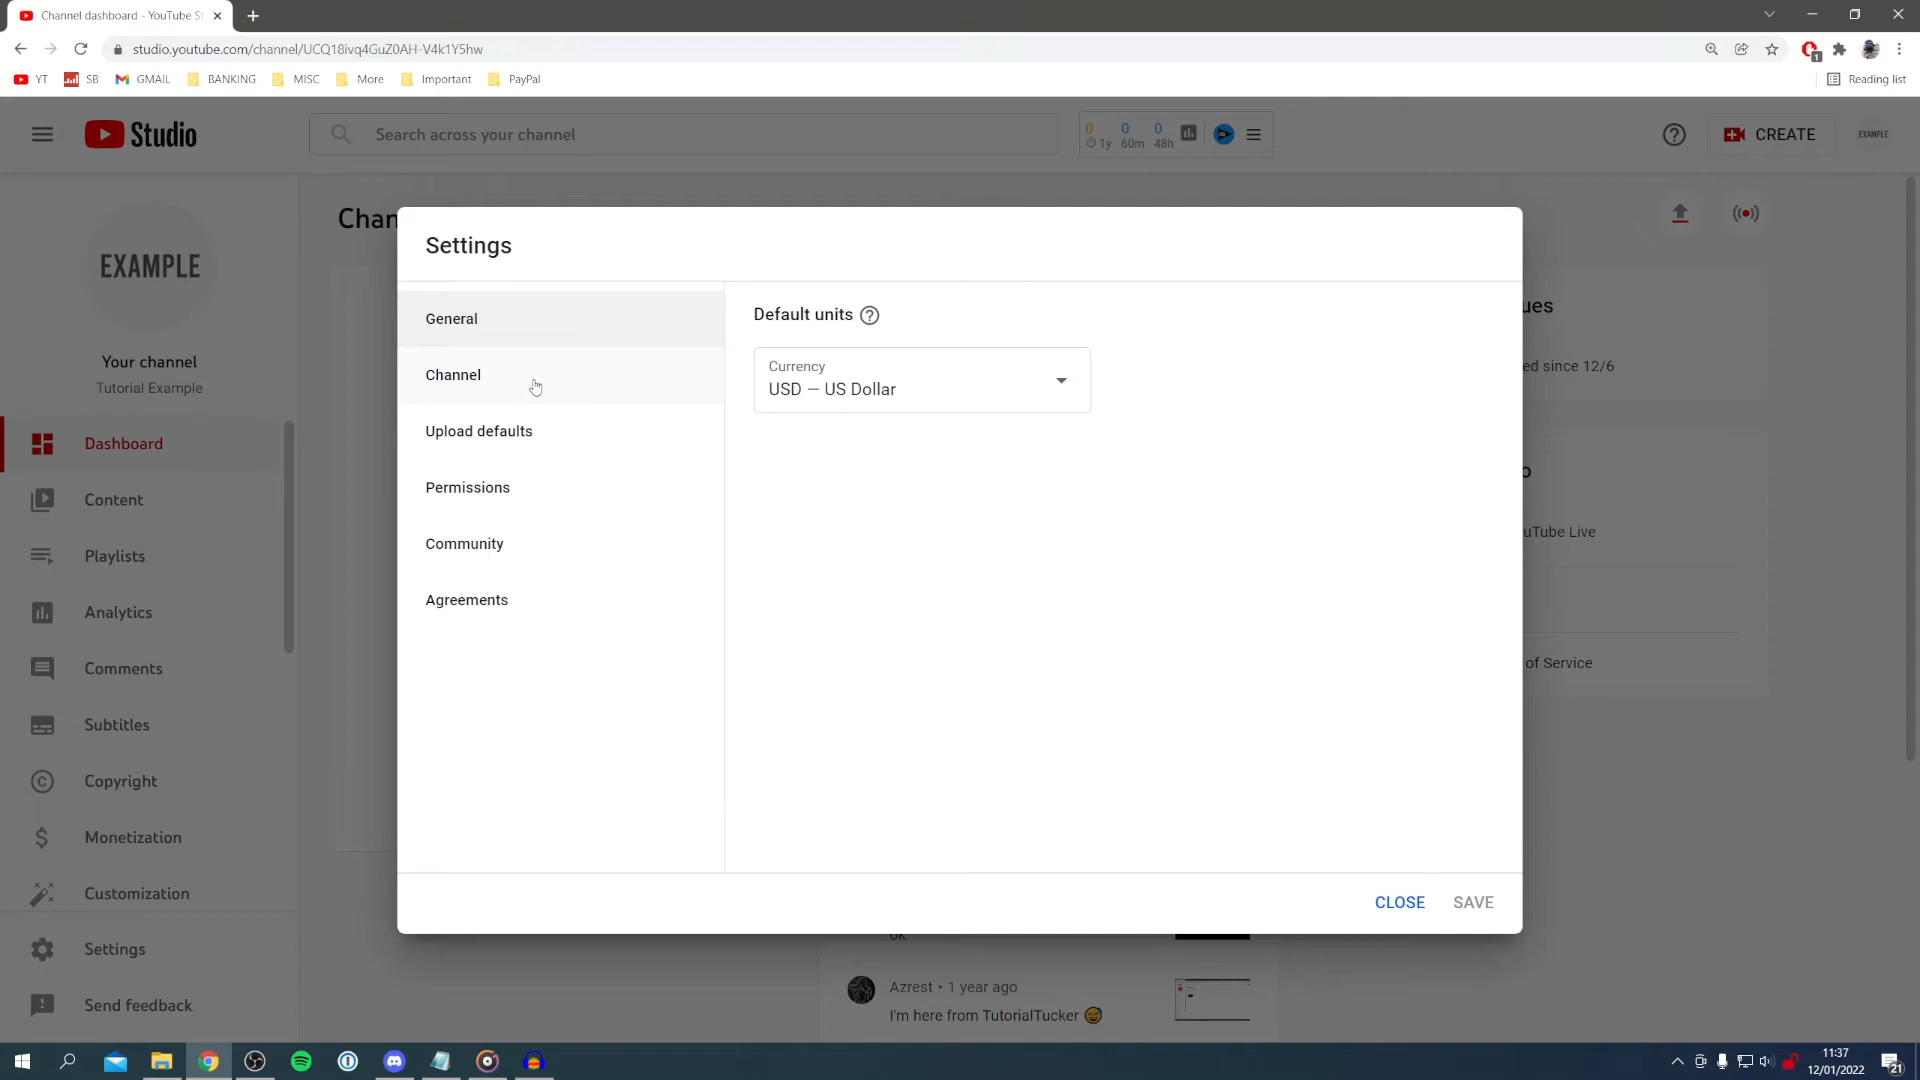 Channel dashboard - YouTube St
studio.youtube.com/channel/UCQ18ivq4GuZ0AH-V4k1Y5hw
YT SB GMAIL BANKING MISC More Important PayPal Reading list
Studio
Search across your channel
0 0 0
1y 60m 48h
CREATE
EXAMPLE
EXAMPLE
Your channel
Tutorial Example
Dashboard
Content
Playlists
Analytics
Comments
Subtitles
Copyright
Monetization
Customization
Settings
Send feedback
Chan
Settings
General
Channel
Upload defaults
Permissions
Community
Agreements
Default units
Currency
USD — US Dollar
CLOSE SAVE
ues
ed since 12/6
o
uTube Live
of Service
ok
Azrest • 1 year ago
I'm here from TutorialTucker 😅
11:37
12/01/2022
21